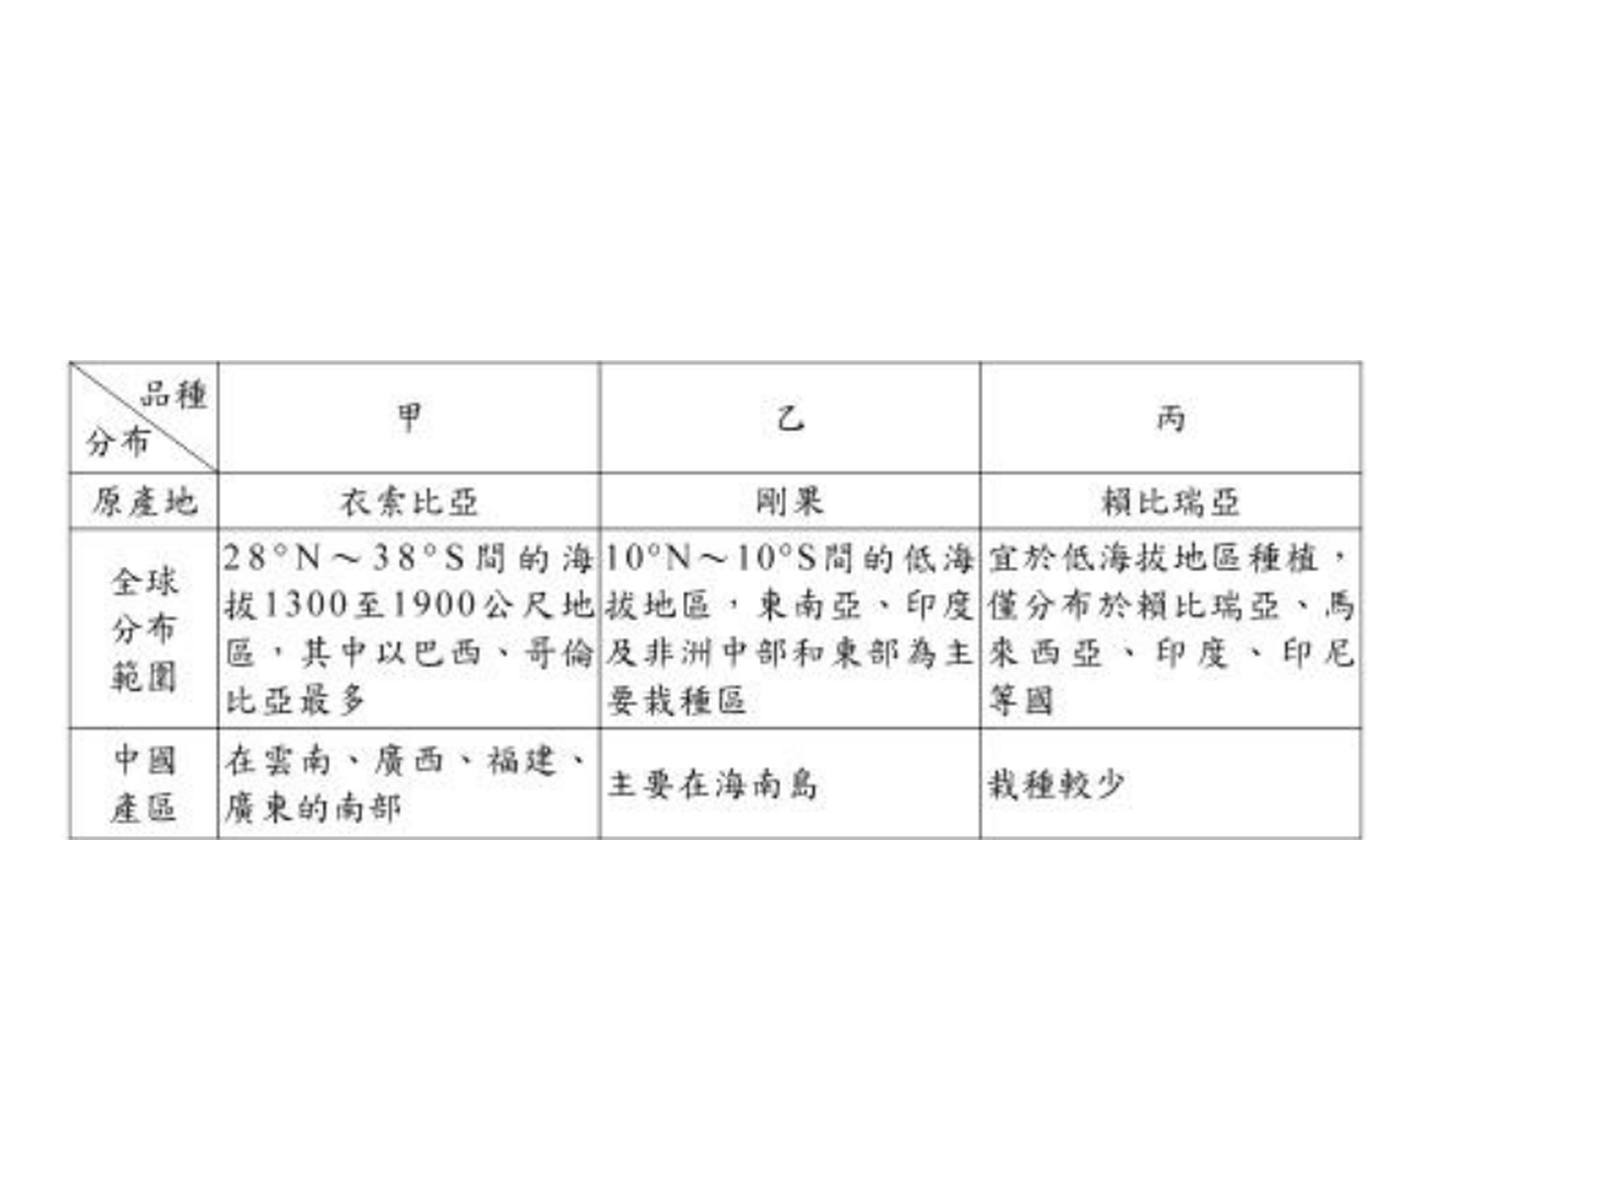 品種
分布
甲
乙
丙
原產地
衣索比亞
剛果
賴比瑞亞
全球
分布
範圍
28°N～38°S間的海
拔1300至1900公尺地
區，其中以巴西、哥倫
比亞最多
10°N～10°S間的低海
拔地區，東南亞、印度
及非洲中部和東部為主
要栽種區
宜於低海拔地區種植，
僅分布於賴比瑞亞、馬
來西亞、印度、印尼
等國
中國
產區
在雲南、廣西、福建、
廣東的南部
主要在海南島
栽種較少